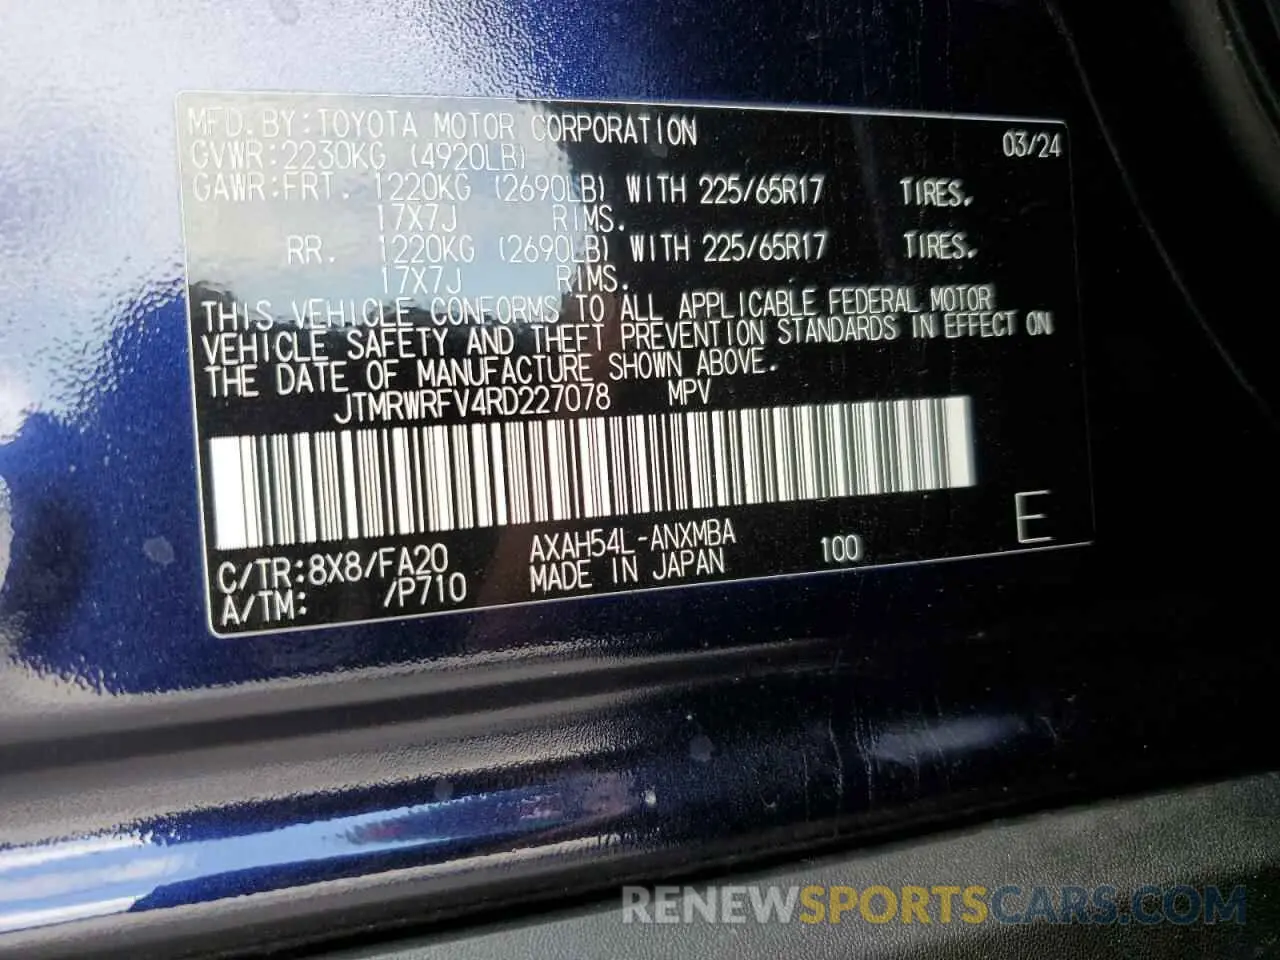 MFD.BY:TOYOTA MOTOR CORPORATION 03/24
GVWR:2230KG (4920LB)
GAWR:FRT. 1220KG (2690LB) WITH 225/65R17 TIRES.
17X7J RIMS.
RR. 1220KG (2690LB) WITH 225/65R17 TIRES.
17X7J RIMS.
THIS VEHICLE CONFORMS TO ALL APPLICABLE FEDERAL MOTOR
VEHICLE SAFETY AND THEFT PREVENTION STANDARDS IN EFFECT ON
THE DATE OF MANUFACTURE SHOWN ABOVE.
JTMRWRFV4RD227078 MPV
C/TR:8X8/FA20 AXAH54L-ANXMBA 100 E
A/TM: /P710 MADE IN JAPAN
RENEWSPORTSCARS.COM